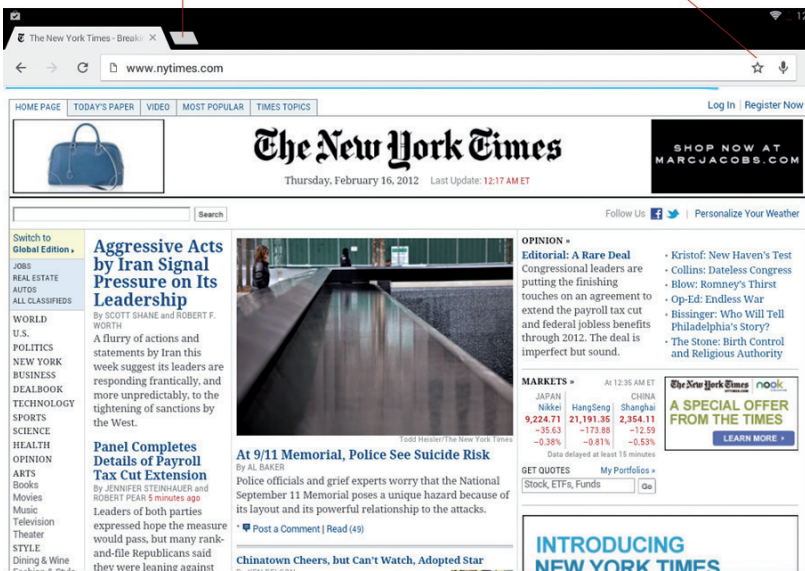 12
The New York Times - Breakin
www.nytimes.com
HOME PAGE TODAY'S PAPER VIDEO MOST POPULAR TIMES TOPICS
Log In Register Now
The New York Times
Thursday, February 16, 2012 Last Update: 12:17 AM ET
SHOP NOW AT
MARCJACOBS.COM
Search
Follow Us | Personalize Your Weather
Switch to
Global Edition
JOBS
REAL ESTATE
AUTOS
ALL CLASSIFIEDS
WORLD
U.S.
POLITICS
NEW YORK
BUSINESS
DEALBOOK
TECHNOLOGY
SPORTS
SCIENCE
HEALTH
OPINION
ARTS
Books
Movies
Music
Television
Theater
STYLE
Dining & Wine
Fashion & Style
Aggressive Acts
by Iran Signal
Pressure on Its
Leadership
By SCOTT SHANE and ROBERT F.
WORTH
A flurry of actions and
statements by Iran this
week suggest its leaders are
responding frantically, and
more unpredictably, to the
tightening of sanctions by
the West.
Panel Completes
Details of Payroll
Tax Cut Extension
By JENNIFER STEINHAUER and
ROBERT PEAR 5 minutes ago
Leaders of both parties
expressed hope the measure
would pass, but many rank-
and-file Republicans said
they were leaning against
Todd Heisler/The New York Times
At 9/11 Memorial, Police See Suicide Risk
By AL BAKER
Police officials and grief experts worry that the National
September 11 Memorial poses a unique hazard because of
its layout and its powerful relationship to the attacks.
• Post a Comment | Read (49)
Chinatown Cheers, but Can't Watch, Adopted Star
OPINION »
Editorial: A Rare Deal
Congressional leaders are
putting the finishing
touches on an agreement to
extend the payroll tax cut
and federal jobless benefits
through 2012. The deal is
imperfect but sound.
• Kristof: New Haven's Test
• Collins: Dateless Congress
• Blow: Romney's Thirst
• Op-Ed: Endless War
• Bissinger: Who Will Tell
Philadelphia's Story?
• The Stone: Birth Control
and Religious Authority
MARKETS » At 12:35 AM ET
JAPAN CHINA
Nikkei HangSeng Shanghai
9,224.71 21,191.35 2,354.11
−35.63 −173.88 −12.59
−0.38% −0.81% −0.53%
Data delayed at least 15 minutes
GET QUOTES My Portfolios »
Stock, ETFs, Funds Go
The New York Times nook
A SPECIAL OFFER
FROM THE TIMES
LEARN MORE
INTRODUCING
NEW YORK TIMES